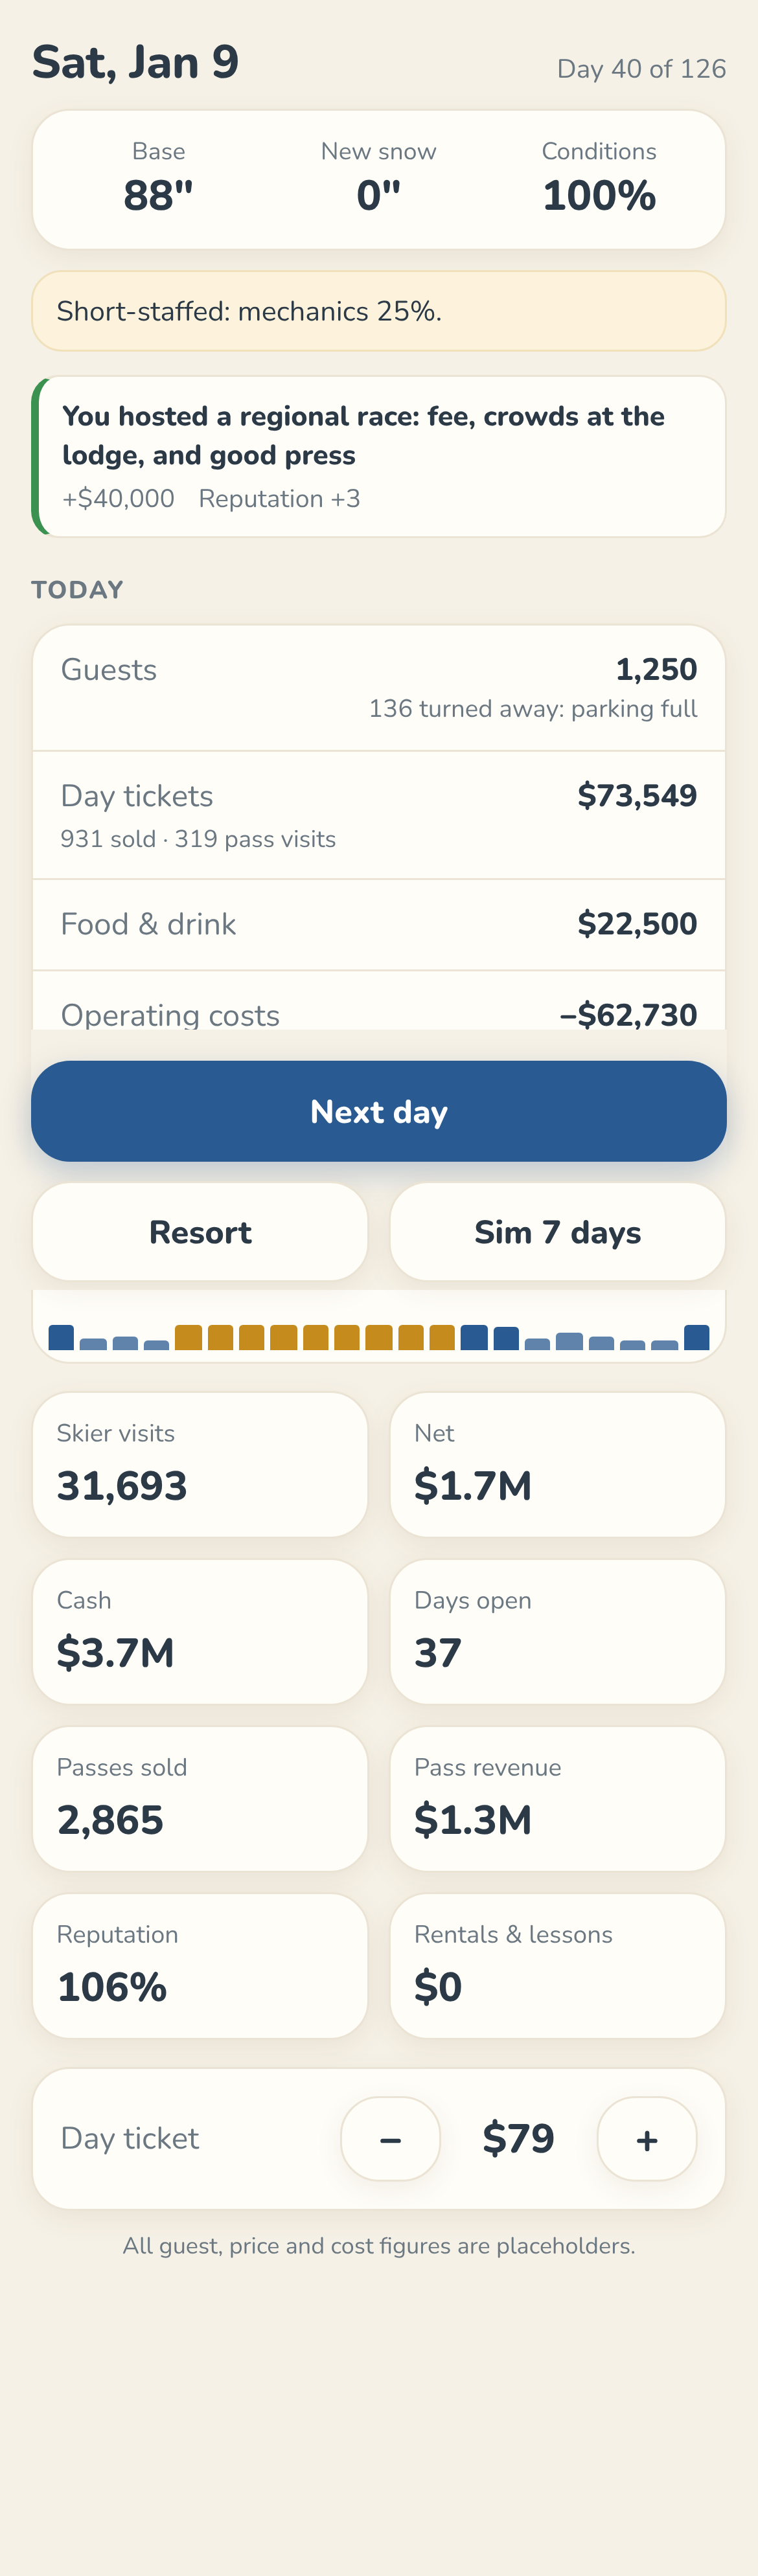 Sat, Jan 9
Day 40 of 126
Base
New snow
Conditions
88"
0"
100%
Short-staffed: mechanics 25%.
You hosted a regional race: fee, crowds at the
lodge, and good press
+$40,000 Reputation +3
TODAY
Guests
1,250
136 turned away: parking full
Day tickets
$73,549
931 sold · 319 pass visits
Food & drink
$22,500
Operating costs
−$62,730
Next day
Resort
Sim 7 days
Skier visits
Net
31,693
$1.7M
Cash
Days open
$3.7M
37
Passes sold
Pass revenue
2,865
$1.3M
Reputation
Rentals & lessons
106%
$0
Day ticket
−
$79
+
All guest, price and cost figures are placeholders.